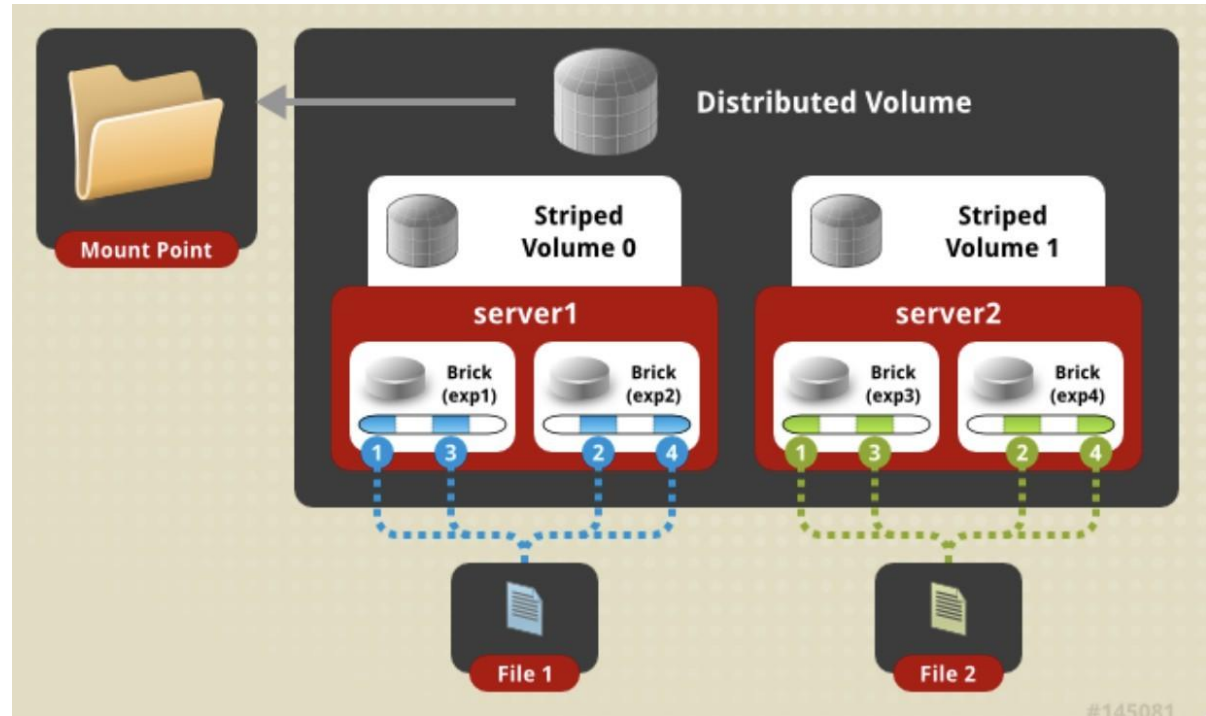 Distributed Volume
Mount Point
Striped
Volume 0
Striped
Volume 1
server1
server2
Brick
(exp1)
Brick
(exp2)
Brick
(exp3)
Brick
(exp4)
1
3
2
4
1
3
2
4
File 1
File 2
#145081